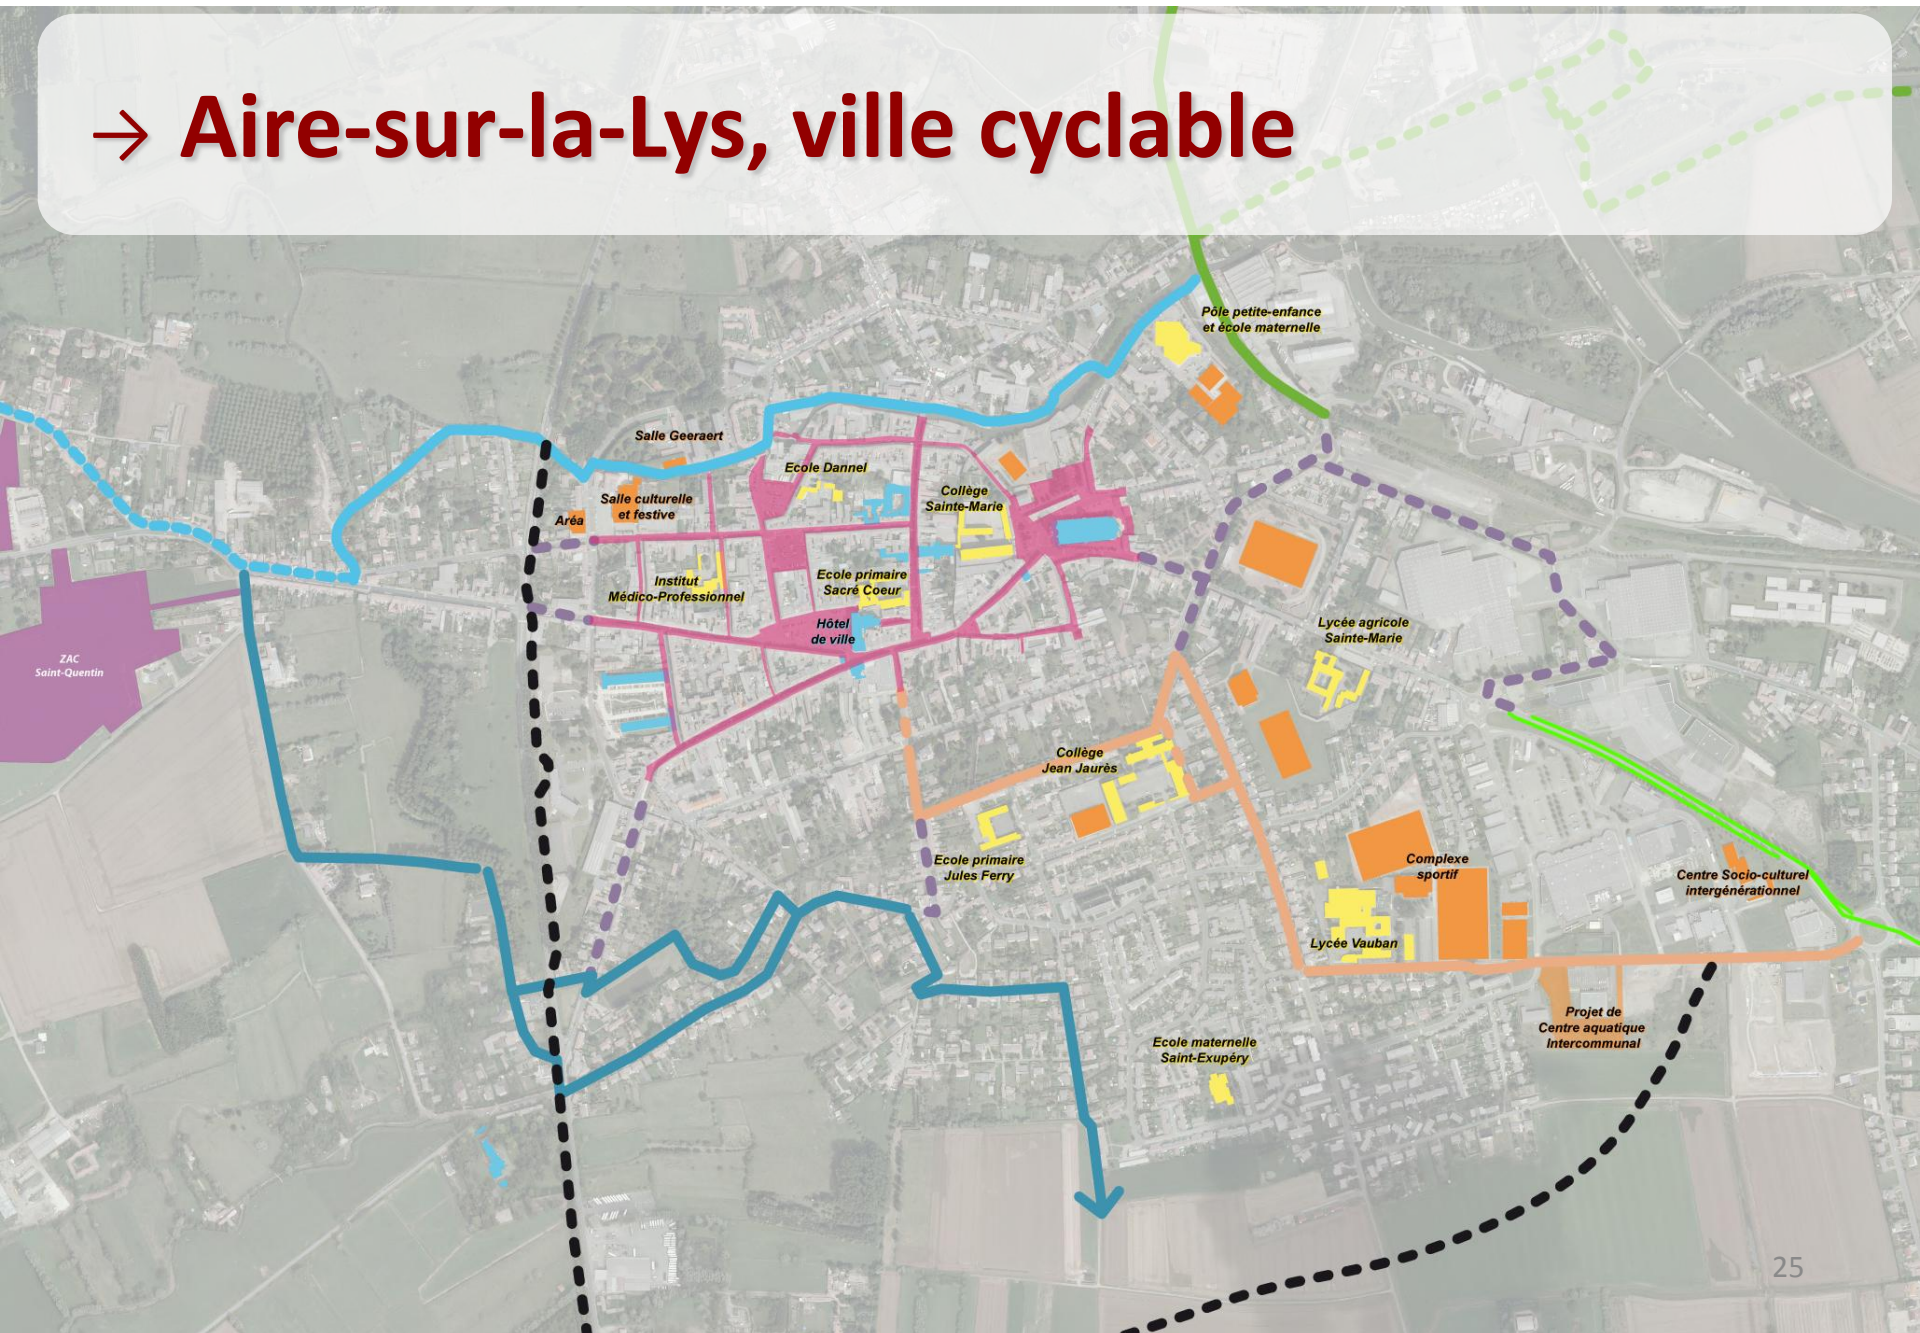 → Aire-sur-la-Lys, ville cyclable
Pôle petite-enfance
et école maternelle
Salle Geeraert
Ecole Dannel
Salle culturelle
et festive
Collège
Sainte-Marie
Aréa
Institut
Médico-Professionnel
Ecole primaire
Sacré Coeur
Hôtel
de ville
Lycée agricole
Sainte-Marie
ZAC
Saint-Quentin
Collège
Jean Jaurès
Ecole primaire
Jules Ferry
Complexe
sportif
Centre Socio-culturel
intergénérationnel
Lycée Vauban
Projet de
Centre aquatique
Intercommunal
Ecole maternelle
Saint-Exupéry
25